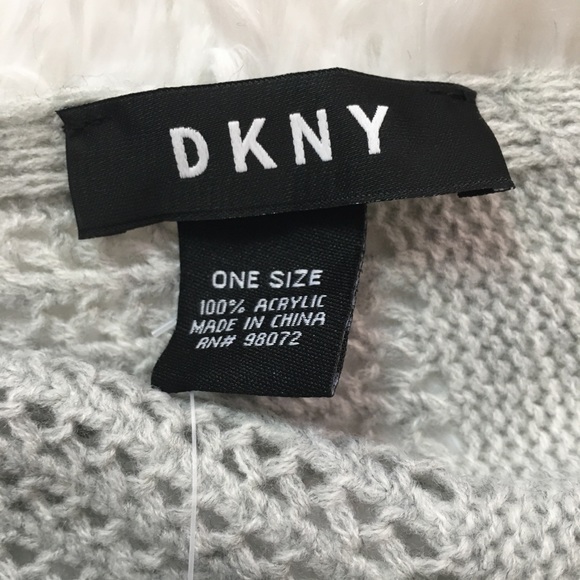 DKNY
ONE SIZE
100% ACRYLIC
MADE IN CHINA
RN# 98072